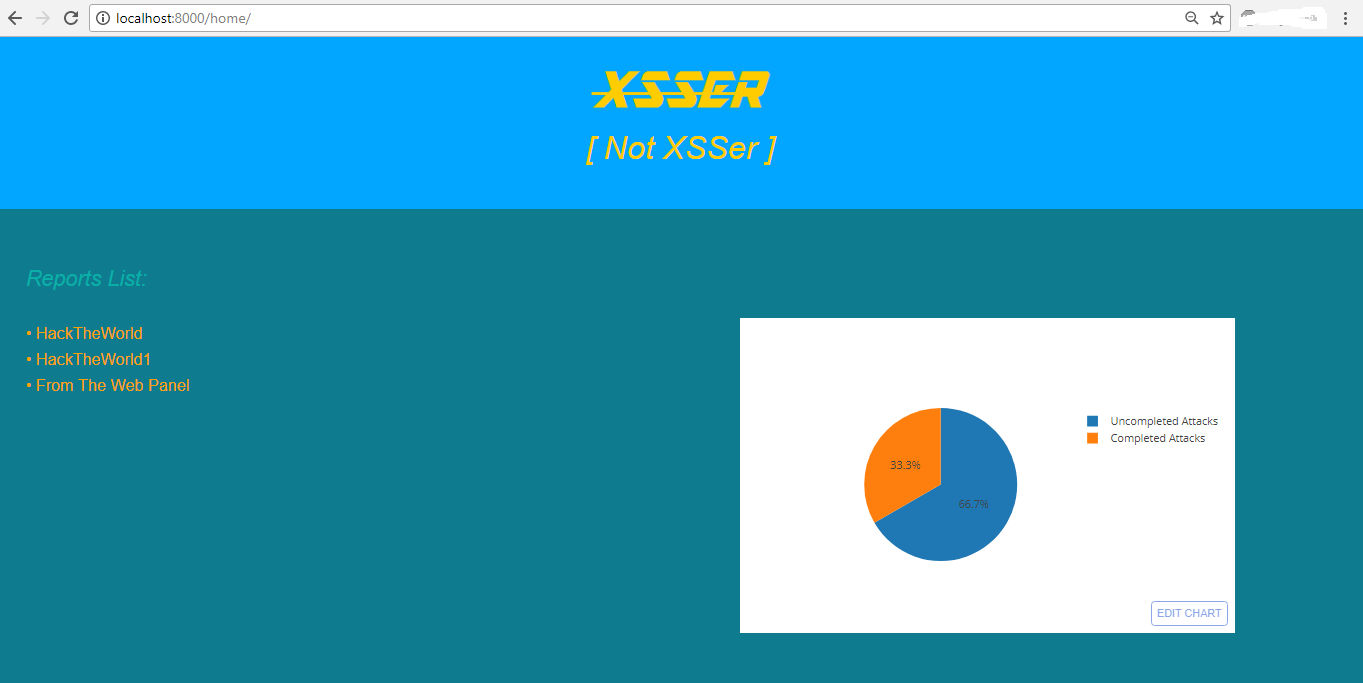 localhost:8000/home/
XSSER
[ Not XSSer ]
Reports List:
• HackTheWorld
• HackTheWorld1
• From The Web Panel
Uncompleted Attacks
Completed Attacks
33.3%
66.7%
EDIT CHART